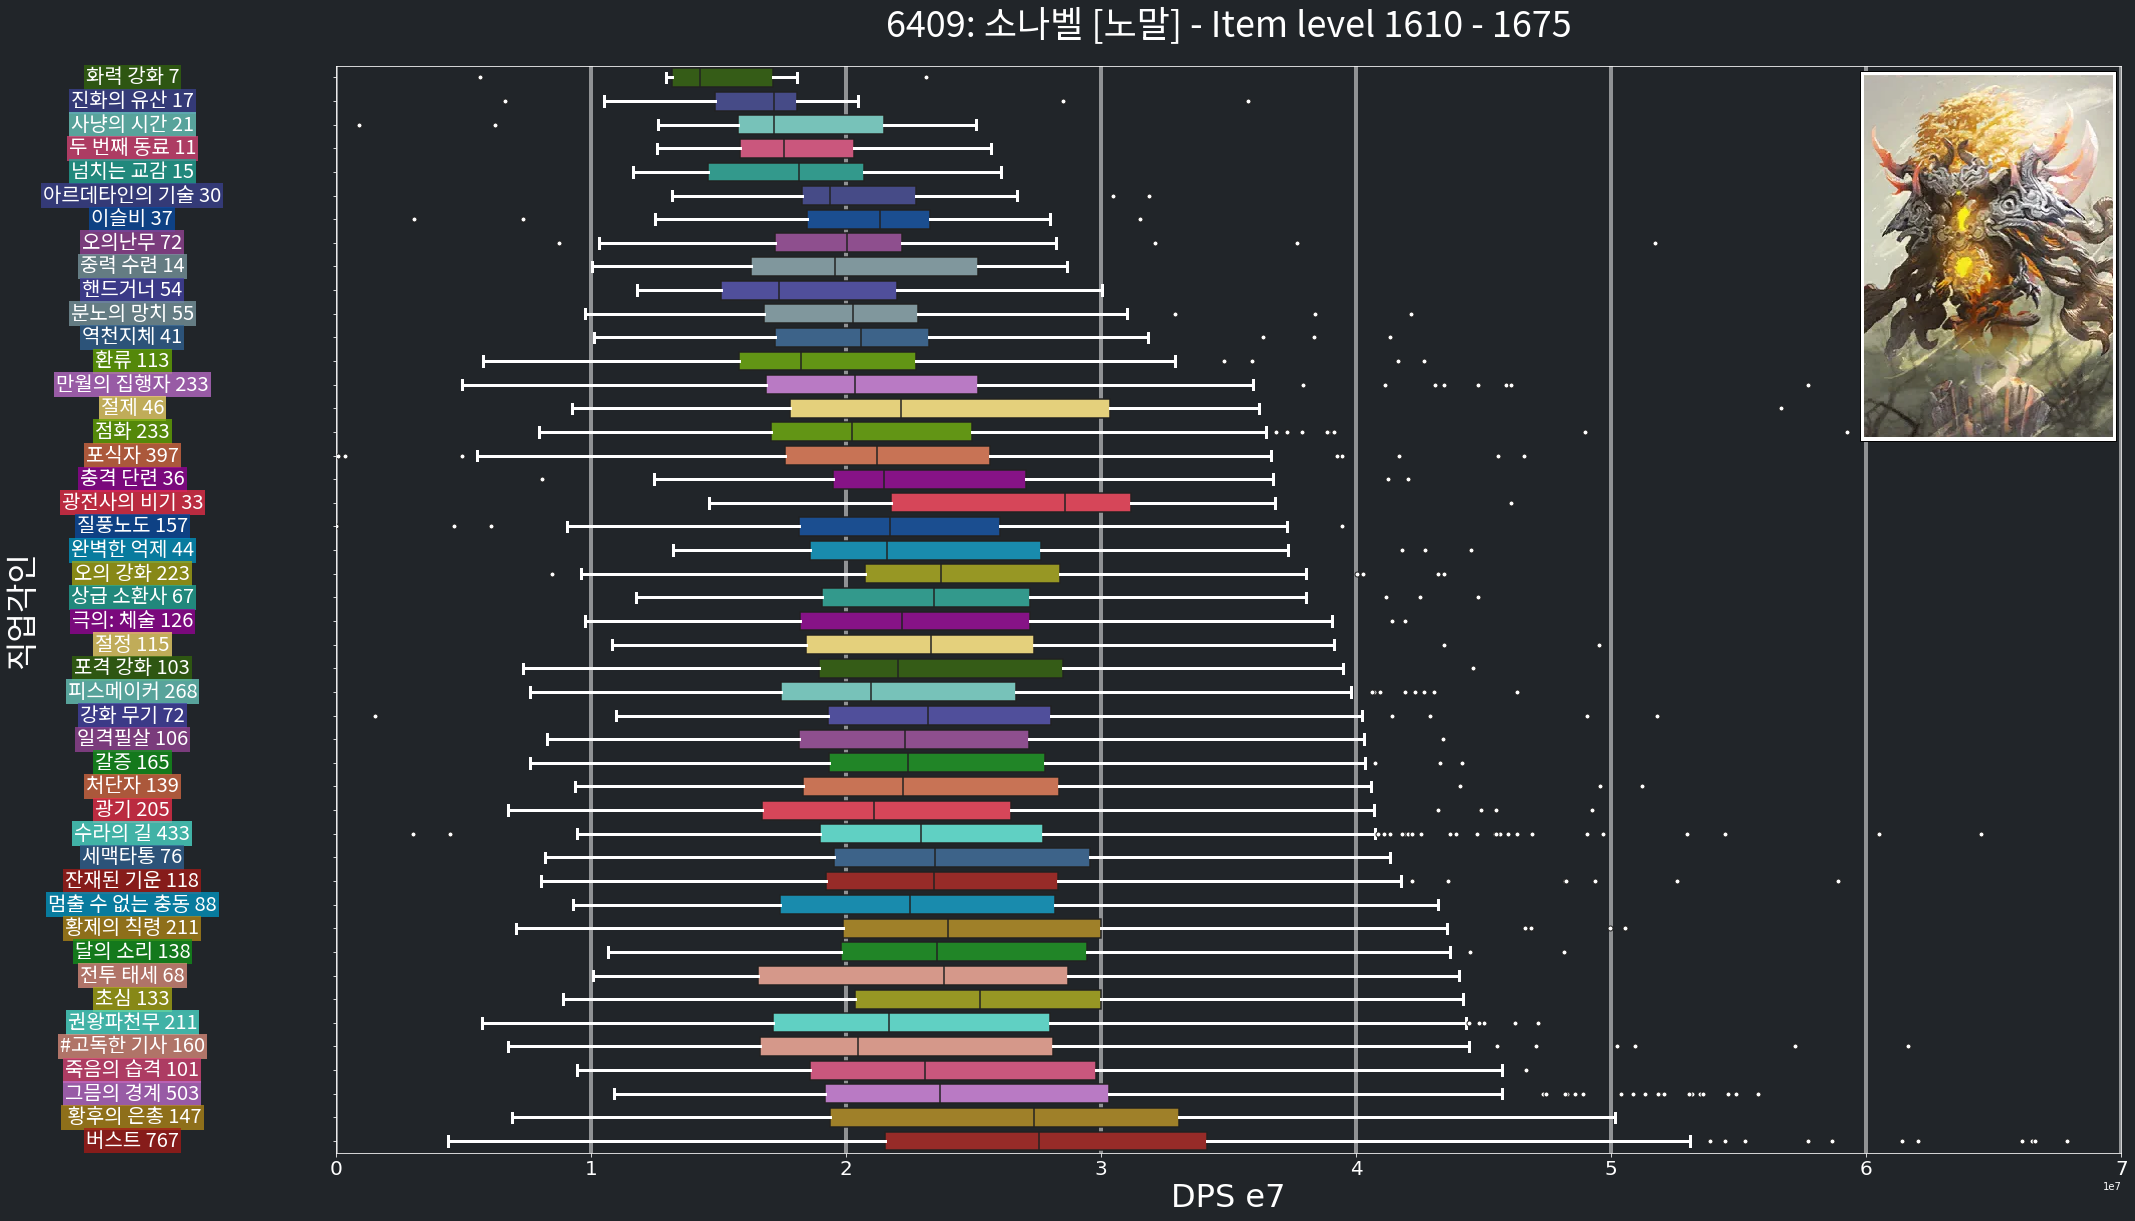 6409: 소나벨 [노말] - Item level 1610 - 1675
화력 강화 7
진화의 유산 17
사냥의 시간 21
두 번째 동료 11
넘치는 교감 15
아르데타인의 기술 30
이슬비 37
오의난무 72
중력 수련 14
핸드거너 54
분노의 망치 55
역천지체 41
환류 113
만월의 집행자 233
절제 46
점화 233
포식자 397
충격 단련 36
광전사의 비기 33
질풍노도 157
완벽한 억제 44
오의 강화 223
상급 소환사 67
극의: 체술 126
절정 115
포격 강화 103
피스메이커 268
강화 무기 72
일격필살 106
갈증 165
처단자 139
광기 205
수라의 길 433
세맥타통 76
잔재된 기운 118
멈출 수 없는 충동 88
황제의 칙령 211
달의 소리 138
전투 태세 68
초심 133
권왕파천무 211
#고독한 기사 160
죽음의 습격 101
그믐의 경계 503
황후의 은총 147
버스트 767
직업각인
0 1 2 3 4 5 6 7
1e7
DPS e7